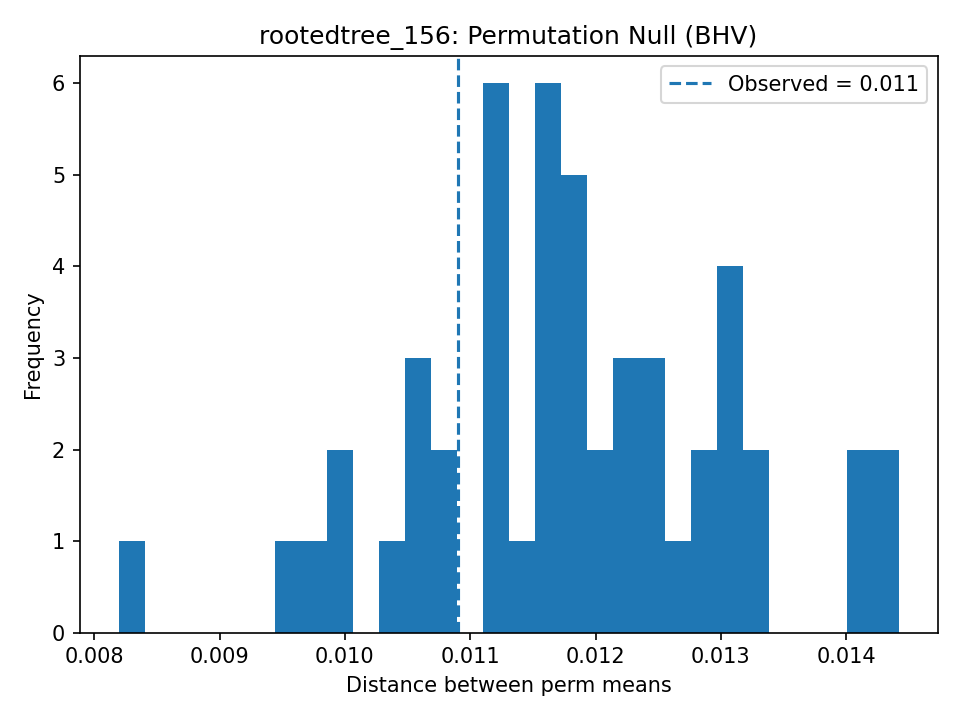 rootedtree_156: Permutation Null (BHV)
Observed = 0.011
Frequency
6
5
4
3
2
1
0
0.008 0.009 0.010 0.011 0.012 0.013 0.014
Distance between perm means